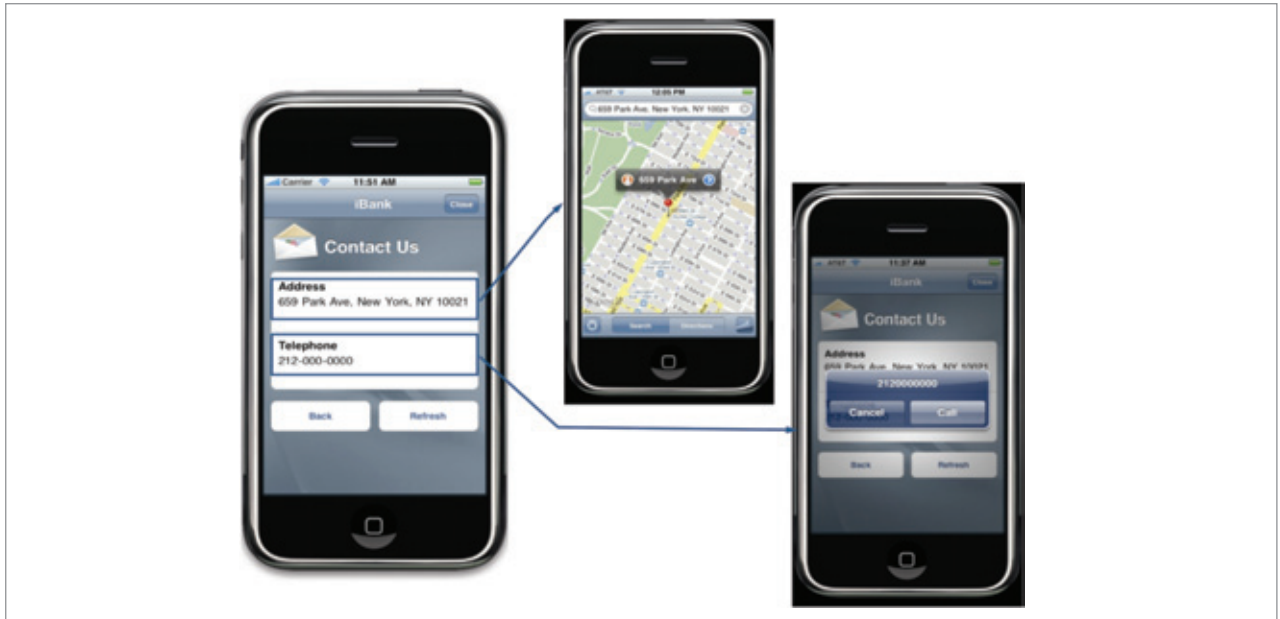 Carrier 11:51 AM
iBank Close
Contact Us
Address
659 Park Ave, New York, NY 10021
Telephone
212-000-0000
Back Refresh
AT&T 12:05 PM
659 Park Ave, New York, NY 10021
659 Park Ave
Search Directions
AT&T 11:37 AM
iBank Close
Contact Us
Address
659 Park Ave, New York, NY 10021
2120000000
Cancel Call
Back Refresh